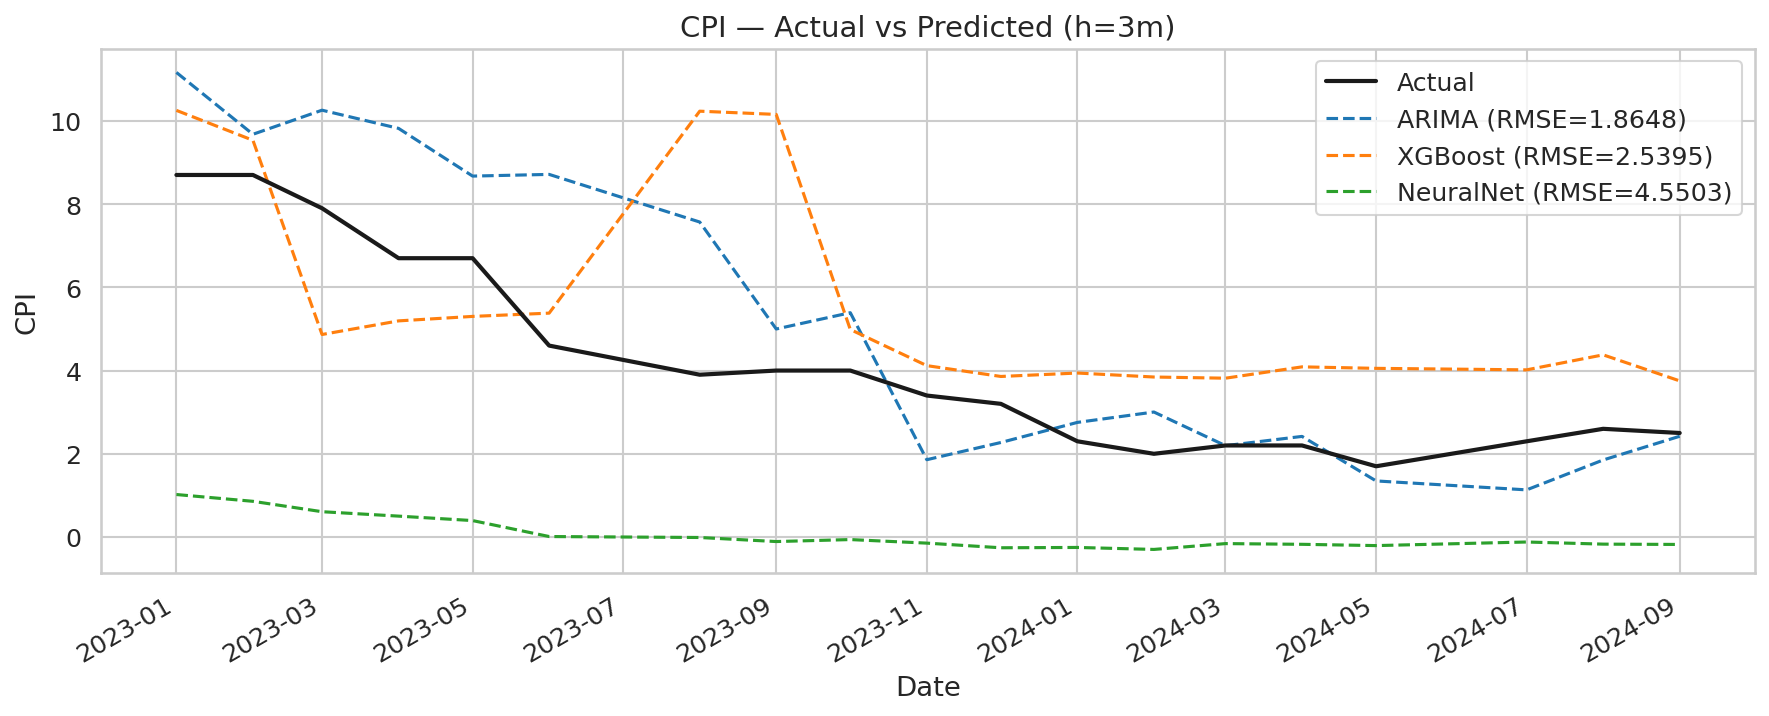 CPI — Actual vs Predicted (h=3m)
Actual
ARIMA (RMSE=1.8648)
XGBoost (RMSE=2.5395)
NeuralNet (RMSE=4.5503)
CPI
10
8
6
4
2
0
2023-01
2023-03
2023-05
2023-07
2023-09
2023-11
2024-01
2024-03
2024-05
2024-07
2024-09
Date